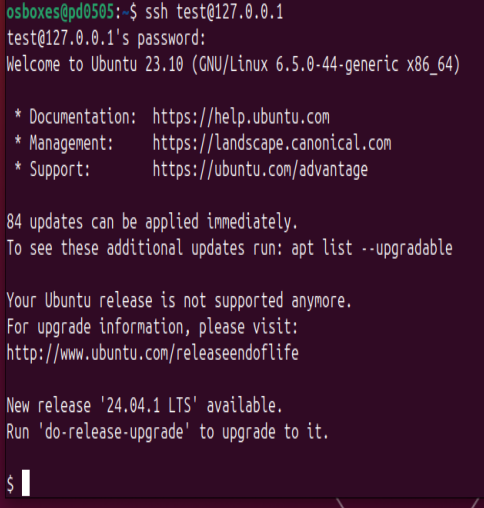 osboxes@pd0505:~$ ssh test@127.0.0.1
test@127.0.0.1's password:
Welcome to Ubuntu 23.10 (GNU/Linux 6.5.0-44-generic x86_64)
* Documentation:  https://help.ubuntu.com
* Management:     https://landscape.canonical.com
* Support:        https://ubuntu.com/advantage
84 updates can be applied immediately.
To see these additional updates run: apt list --upgradable
Your Ubuntu release is not supported anymore.
For upgrade information, please visit:
http://www.ubuntu.com/releaseendoflife
New release '24.04.1 LTS' available.
Run 'do-release-upgrade' to upgrade to it.
$